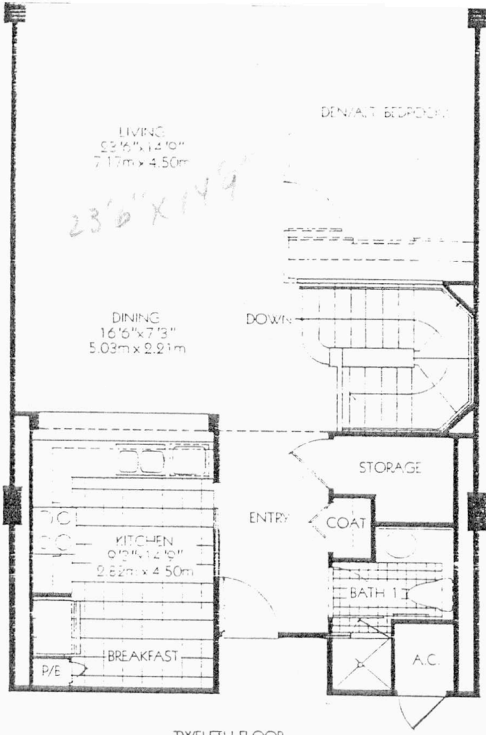 LIVING
23'6"x14'9"
7.17m x 4.50m
DEN/ALT BEDROOM
23'6" X 14'9"
DINING
16'6"x7'3"
5.03m x 2.21m
DOWN
STORAGE
ENTRY
COAT
KITCHEN
9'3"x14'9"
2.82m x 4.50m
BATH 1
BREAKFAST
P/E
A.C.
TWELFTH FLOOR